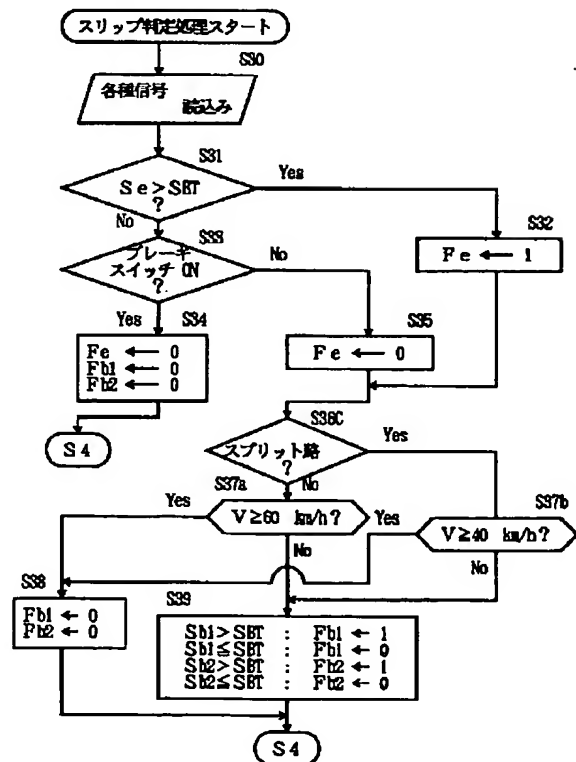 スリップ判定処理スタート
S30
各種信号
読込み
S31
Se>SBT
?
Yes
No
S32
Fe ← 1
S33
ブレーキ
スイッチ ON
?
No
Yes
S34
Fe ← 0
Fb1 ← 0
Fb2 ← 0
S4
S35
Fe ← 0
S36C
スプリット路
?
Yes
No
S37a
V≧60 km/h?
Yes
No
S37b
V≧40 km/h?
Yes
No
S38
Fb1 ← 0
Fb2 ← 0
S39
Sb1>SBT : Fb1 ← 1
Sb1≦SBT : Fb1 ← 0
Sb2>SBT : Fb2 ← 1
Sb2≦SBT : Fb2 ← 0
S4